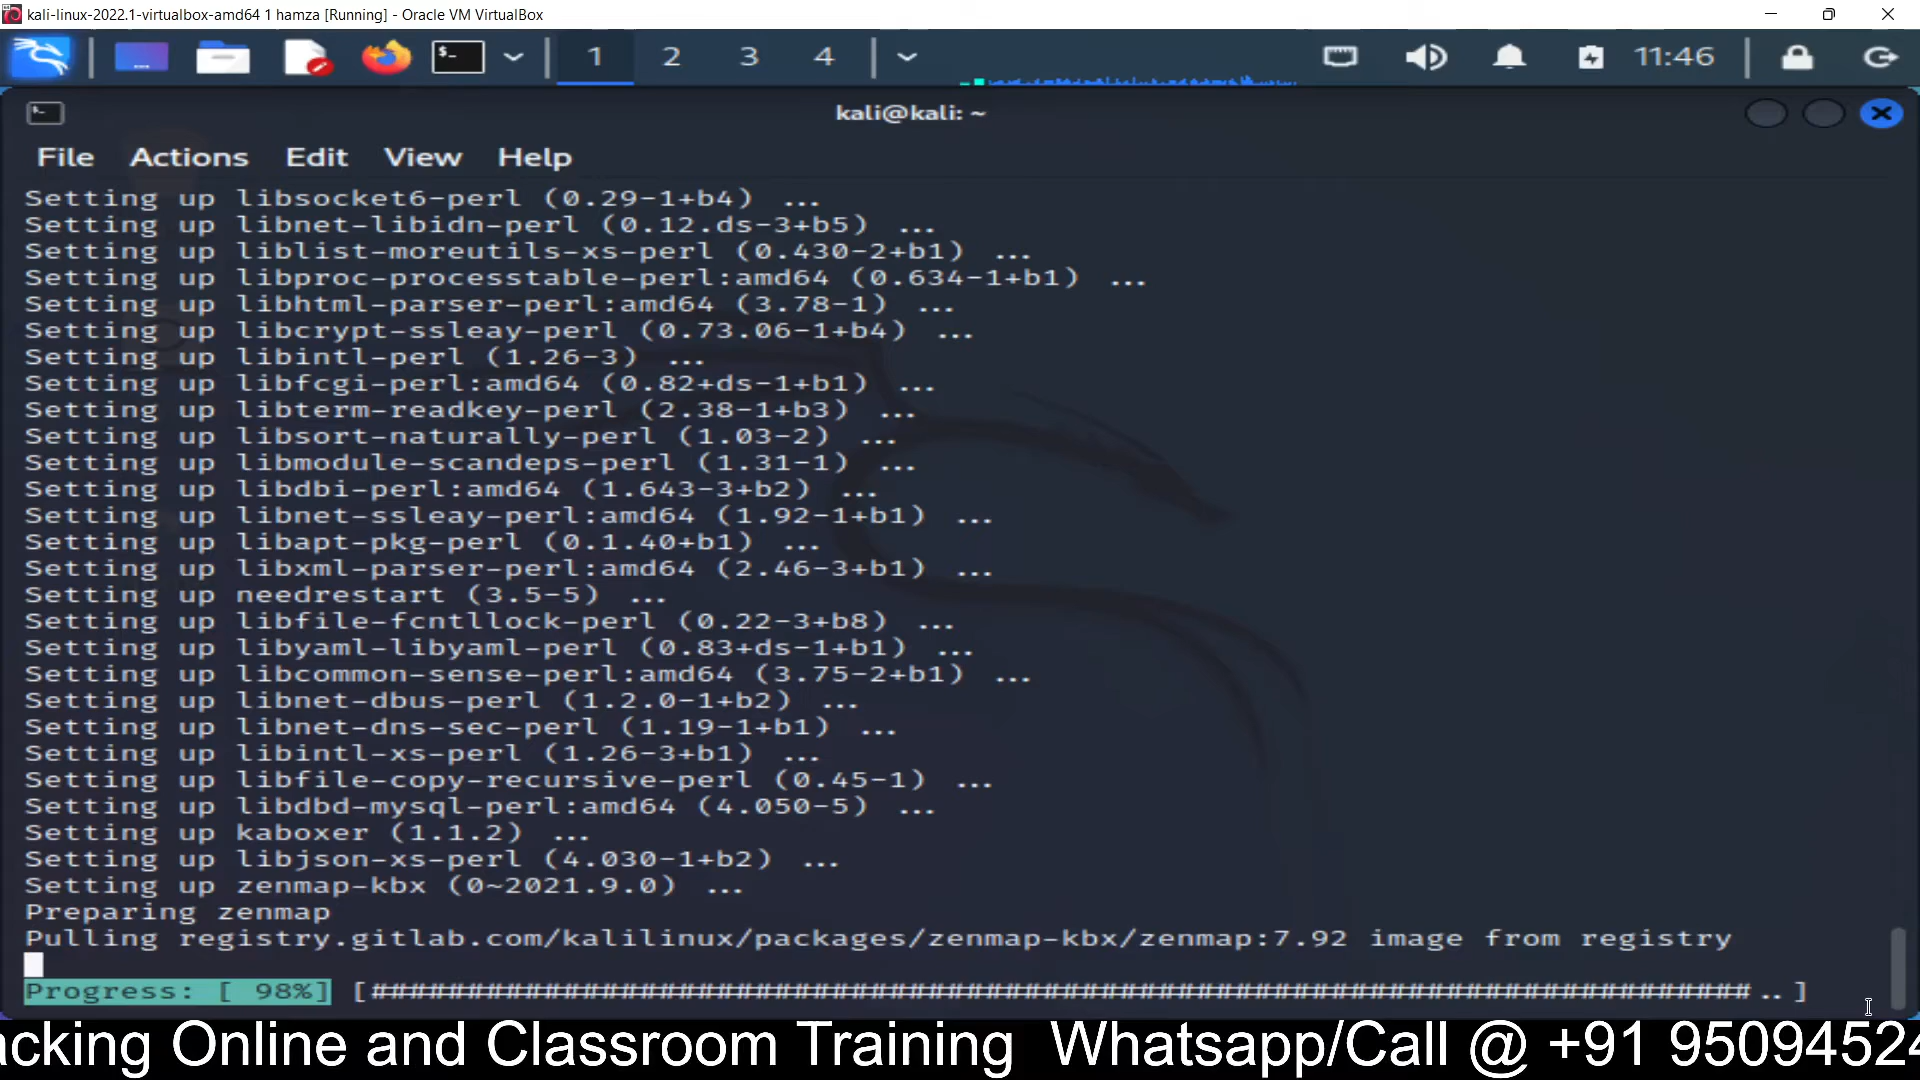 kali-linux-2022.1-virtualbox-amd64 1 hamza [Running] - Oracle VM VirtualBox
1 2 3 4 11:46
kali@kali: ~
File Actions Edit View Help
Setting up libsocket6-perl (0.29-1+b4) ...
Setting up libnet-libidn-perl (0.12.ds-3+b5) ...
Setting up liblist-moreutils-xs-perl (0.430-2+b1) ...
Setting up libproc-processtable-perl:amd64 (0.634-1+b1) ...
Setting up libhtml-parser-perl:amd64 (3.78-1) ...
Setting up libcrypt-ssleay-perl (0.73.06-1+b4) ...
Setting up libintl-perl (1.26-3) ...
Setting up libfcgi-perl:amd64 (0.82+ds-1+b1) ...
Setting up libterm-readkey-perl (2.38-1+b3) ...
Setting up libsort-naturally-perl (1.03-2) ...
Setting up libmodule-scandeps-perl (1.31-1) ...
Setting up libdbi-perl:amd64 (1.643-3+b2) ...
Setting up libnet-ssleay-perl:amd64 (1.92-1+b1) ...
Setting up libapt-pkg-perl (0.1.40+b1) ...
Setting up libxml-parser-perl:amd64 (2.46-3+b1) ...
Setting up needrestart (3.5-5) ...
Setting up libfile-fcntllock-perl (0.22-3+b8) ...
Setting up libyaml-libyaml-perl (0.83+ds-1+b1) ...
Setting up libcommon-sense-perl:amd64 (3.75-2+b1) ...
Setting up libnet-dbus-perl (1.2.0-1+b2) ...
Setting up libnet-dns-sec-perl (1.19-1+b1) ...
Setting up libintl-xs-perl (1.26-3+b1) ...
Setting up libfile-copy-recursive-perl (0.45-1) ...
Setting up libdbd-mysql-perl:amd64 (4.050-5) ...
Setting up kaboxer (1.1.2) ...
Setting up libjson-xs-perl (4.030-1+b2) ...
Setting up zenmap-kbx (0~2021.9.0) ...
Preparing zenmap
Pulling registry.gitlab.com/kalilinux/packages/zenmap-kbx/zenmap:7.92 image from registry
Progress: [ 98%] [########################################################################.. ]
acking Online and Classroom Training Whatsapp/Call @ +91 95094524